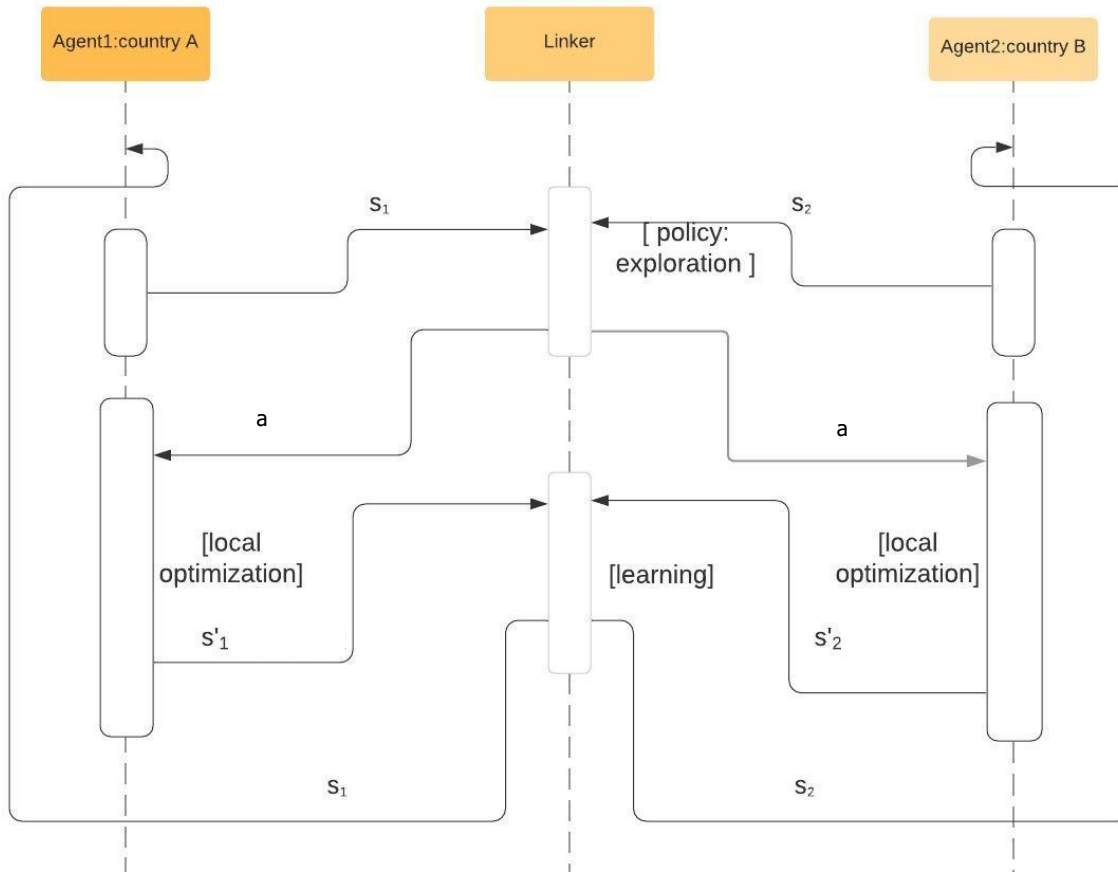 Agent1:country A
Linker
Agent2:country B
s₁
s₂
[ policy:
exploration ]
a
a
[local
optimization]
[learning]
[local
optimization]
s'₁
s'₂
s₁
s₂